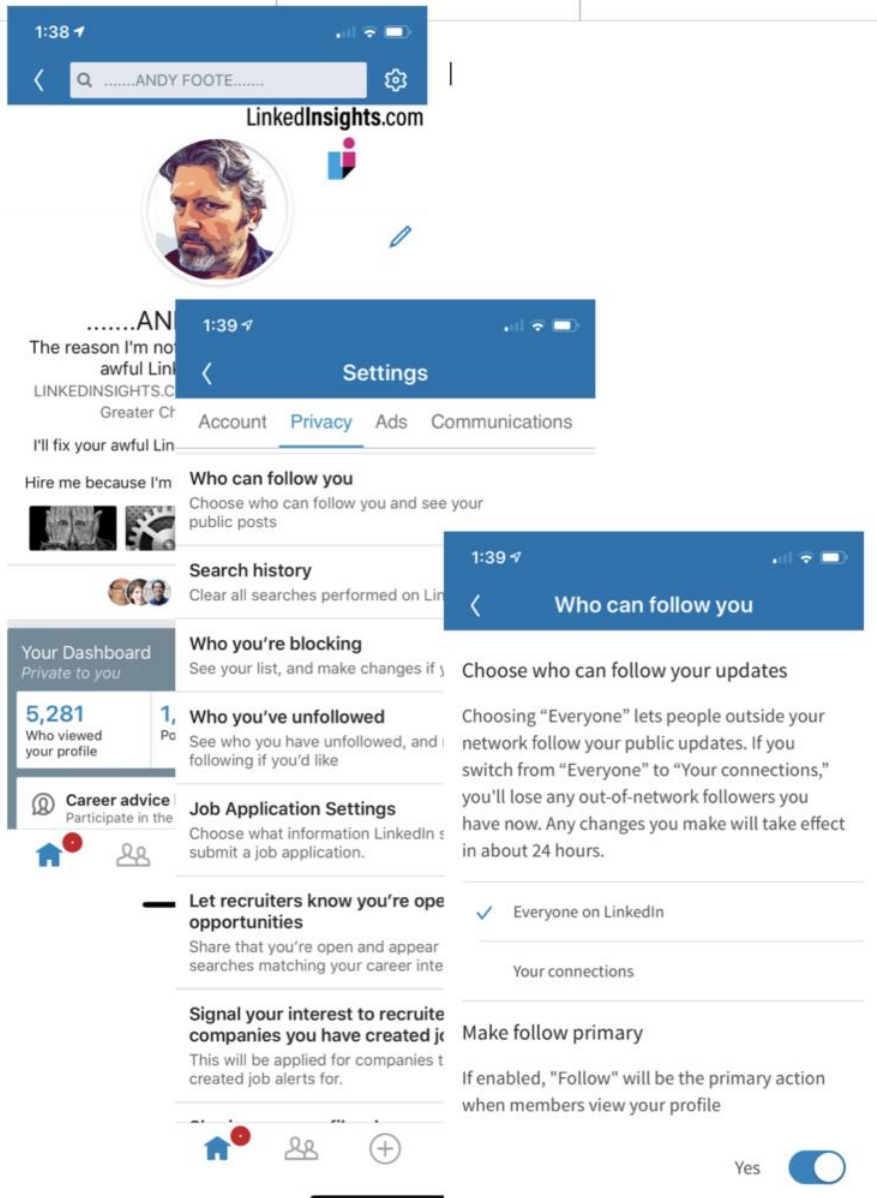 1:38
.......ANDY FOOTE.......
LinkedInsights.com
.......AN
The reason I'm no
awful Lin
LINKEDINSIGHTS.C
Greater Ch
I'll fix your awful Lin
Hire me because I'm
Your Dashboard
Private to you
5,281
Who viewed
your profile
1,
Po
Career advice
Participate in the
1:39
Settings
Account Privacy Ads Communications
Who can follow you
Choose who can follow you and see your
public posts
Search history
Clear all searches performed on Lin
Who you're blocking
See your list, and make changes if y
Who you've unfollowed
See who you have unfollowed, and
following if you'd like
Job Application Settings
Choose what information LinkedIn s
submit a job application.
Let recruiters know you're ope
opportunities
Share that you're open and appear
searches matching your career inte
Signal your interest to recruite
companies you have created jo
This will be applied for companies t
created job alerts for.
1:39
Who can follow you
Choose who can follow your updates
Choosing “Everyone” lets people outside your
network follow your public updates. If you
switch from “Everyone” to “Your connections,”
you'll lose any out-of-network followers you
have now. Any changes you make will take effect
in about 24 hours.
Everyone on LinkedIn
Your connections
Make follow primary
If enabled, "Follow" will be the primary action
when members view your profile
Yes